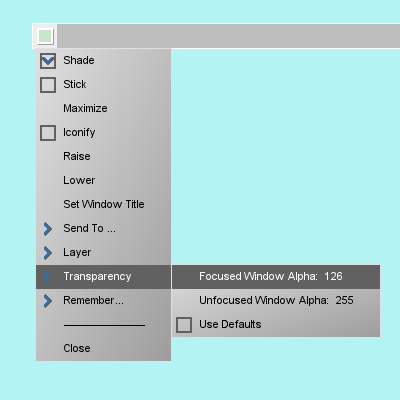 Shade
Stick
Maximize
Iconify
Raise
Lower
Set Window Title
Send To ...
Layer
Transparency
Focused Window Alpha: 126
Remember...
Unfocused Window Alpha: 255
Use Defaults
Close